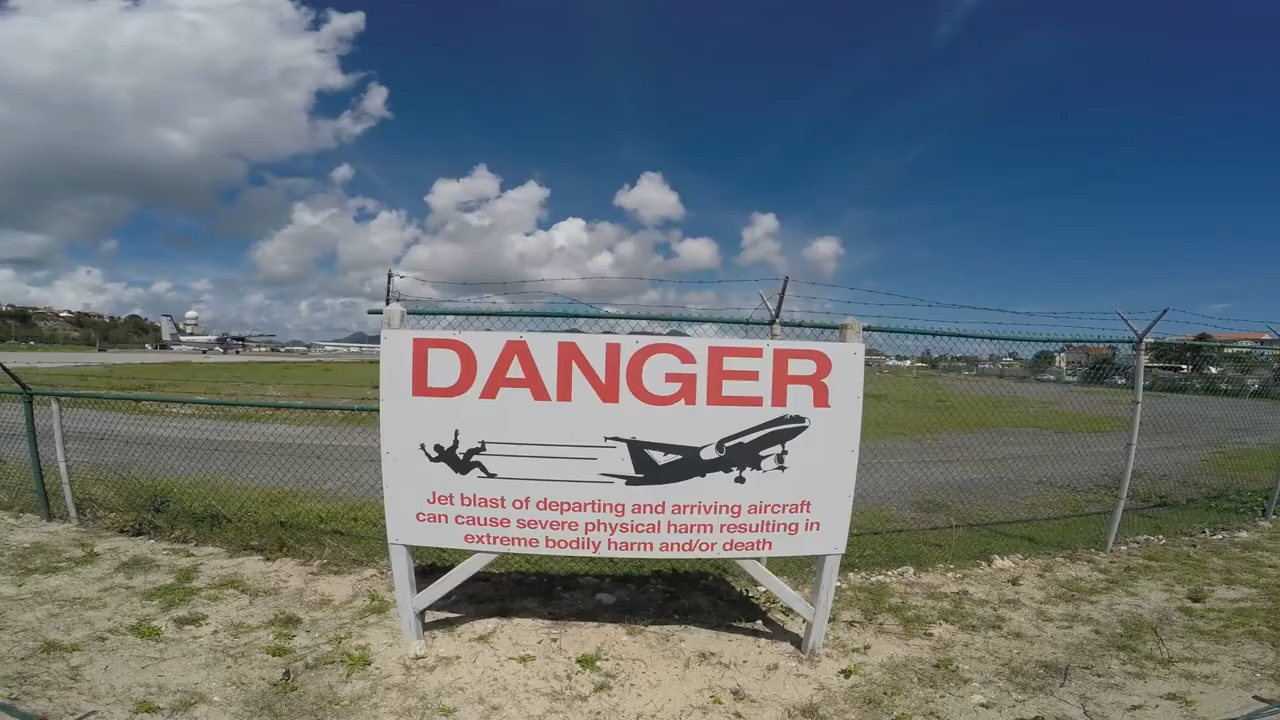 DANGER
Jet blast of departing and arriving aircraft
can cause severe physical harm resulting in
extreme bodily harm and/or death